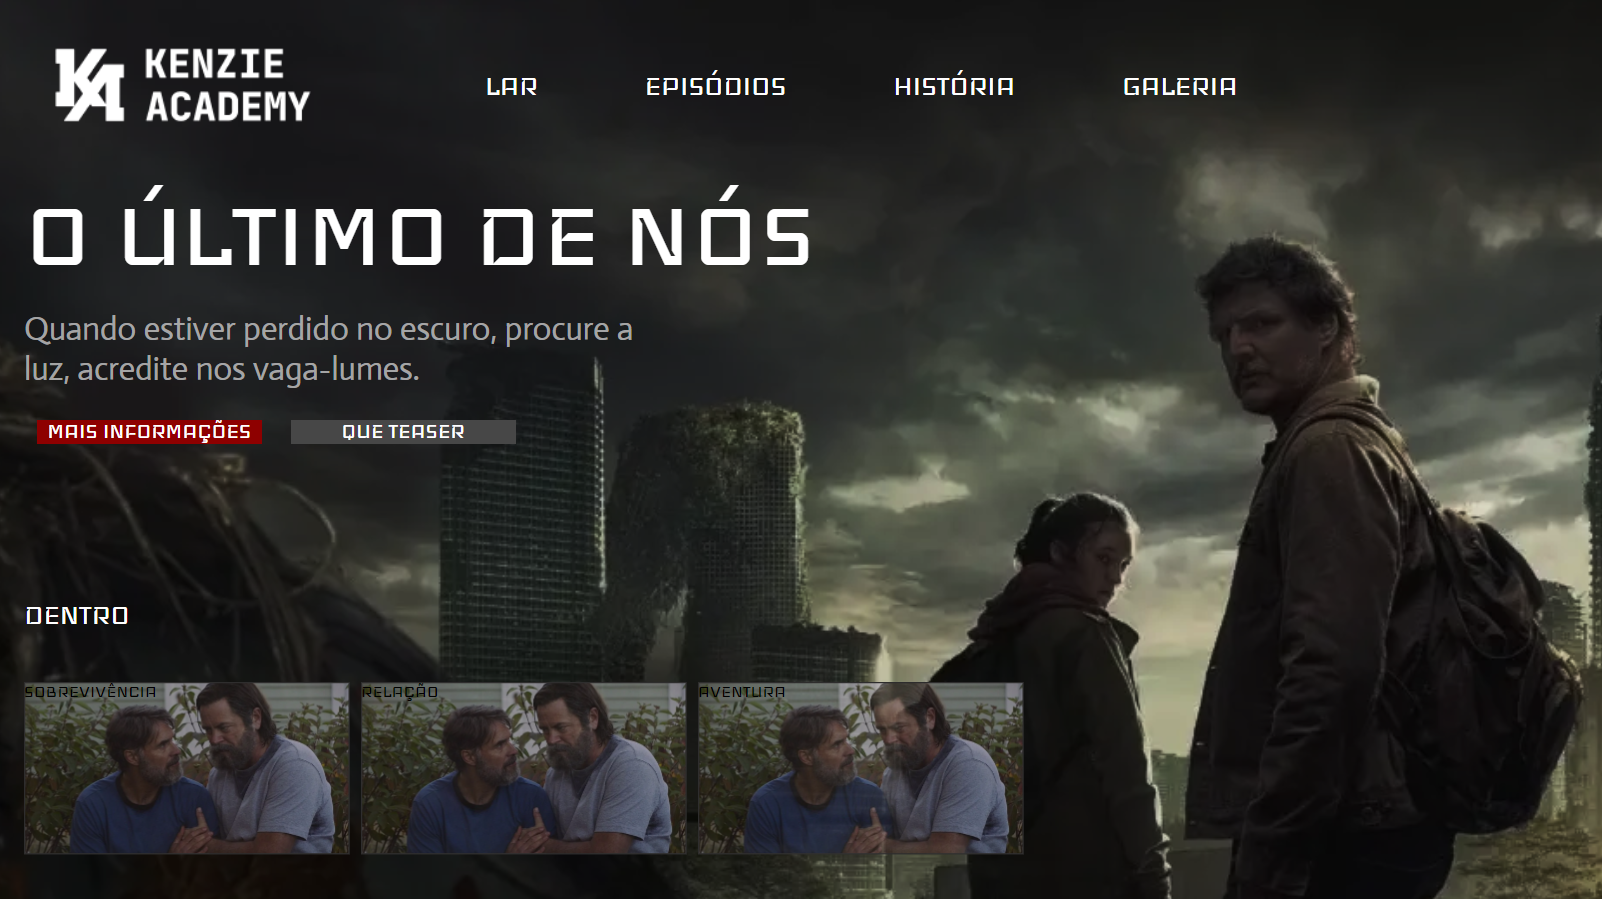 KENZIE
ACADEMY
LAR EPISÓDIOS HISTÓRIA GALERIA
O ÚLTIMO DE NÓS
Quando estiver perdido no escuro, procure a
luz, acredite nos vaga-lumes.
MAIS INFORMAÇÕES QUE TEASER
DENTRO
SOBREVIVÊNCIA RELAÇÃO AVENTURA